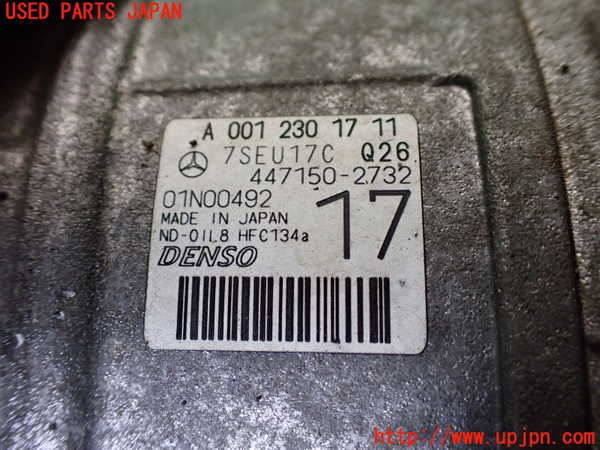 USED PARTS JAPAN
A 001 230 17 11
7SEU17C Q26
447150-2732
01N00492
MADE IN JAPAN
ND-OIL8 HFC134a
17
DENSO
http://www.upjpn.com/